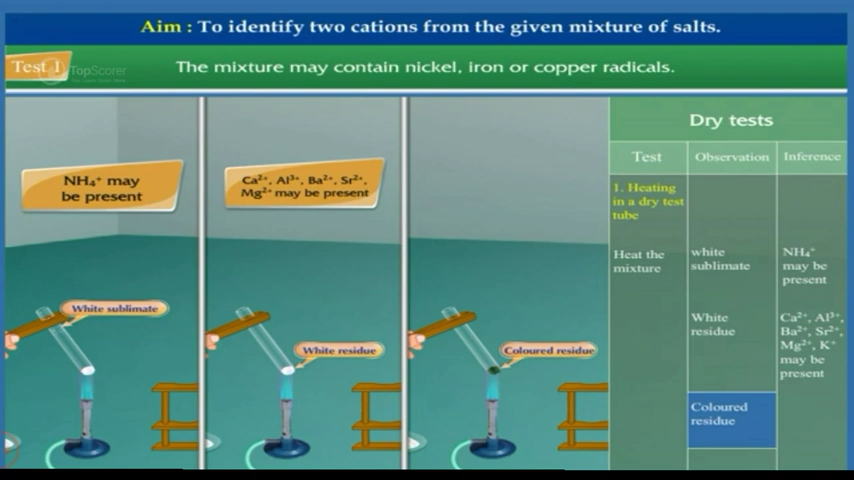 Aim : To identify two cations from the given mixture of salts.
Test 1
TopScorer
The mixture may contain nickel, iron or copper radicals.
NH₄⁺ may
be present
Ca²⁺, Al³⁺, Ba²⁺, Sr²⁺,
Mg²⁺ may be present
White sublimate
White residue
Coloured residue
Dry tests
Test
Observation
Inference
1. Heating
in a dry test
tube
Heat the
mixture
white
sublimate
NH₄⁺
may be
present
White
residue
Ca²⁺, Al³⁺,
Ba²⁺, Sr²⁺,
Mg²⁺, K⁺
may be
present
Coloured
residue